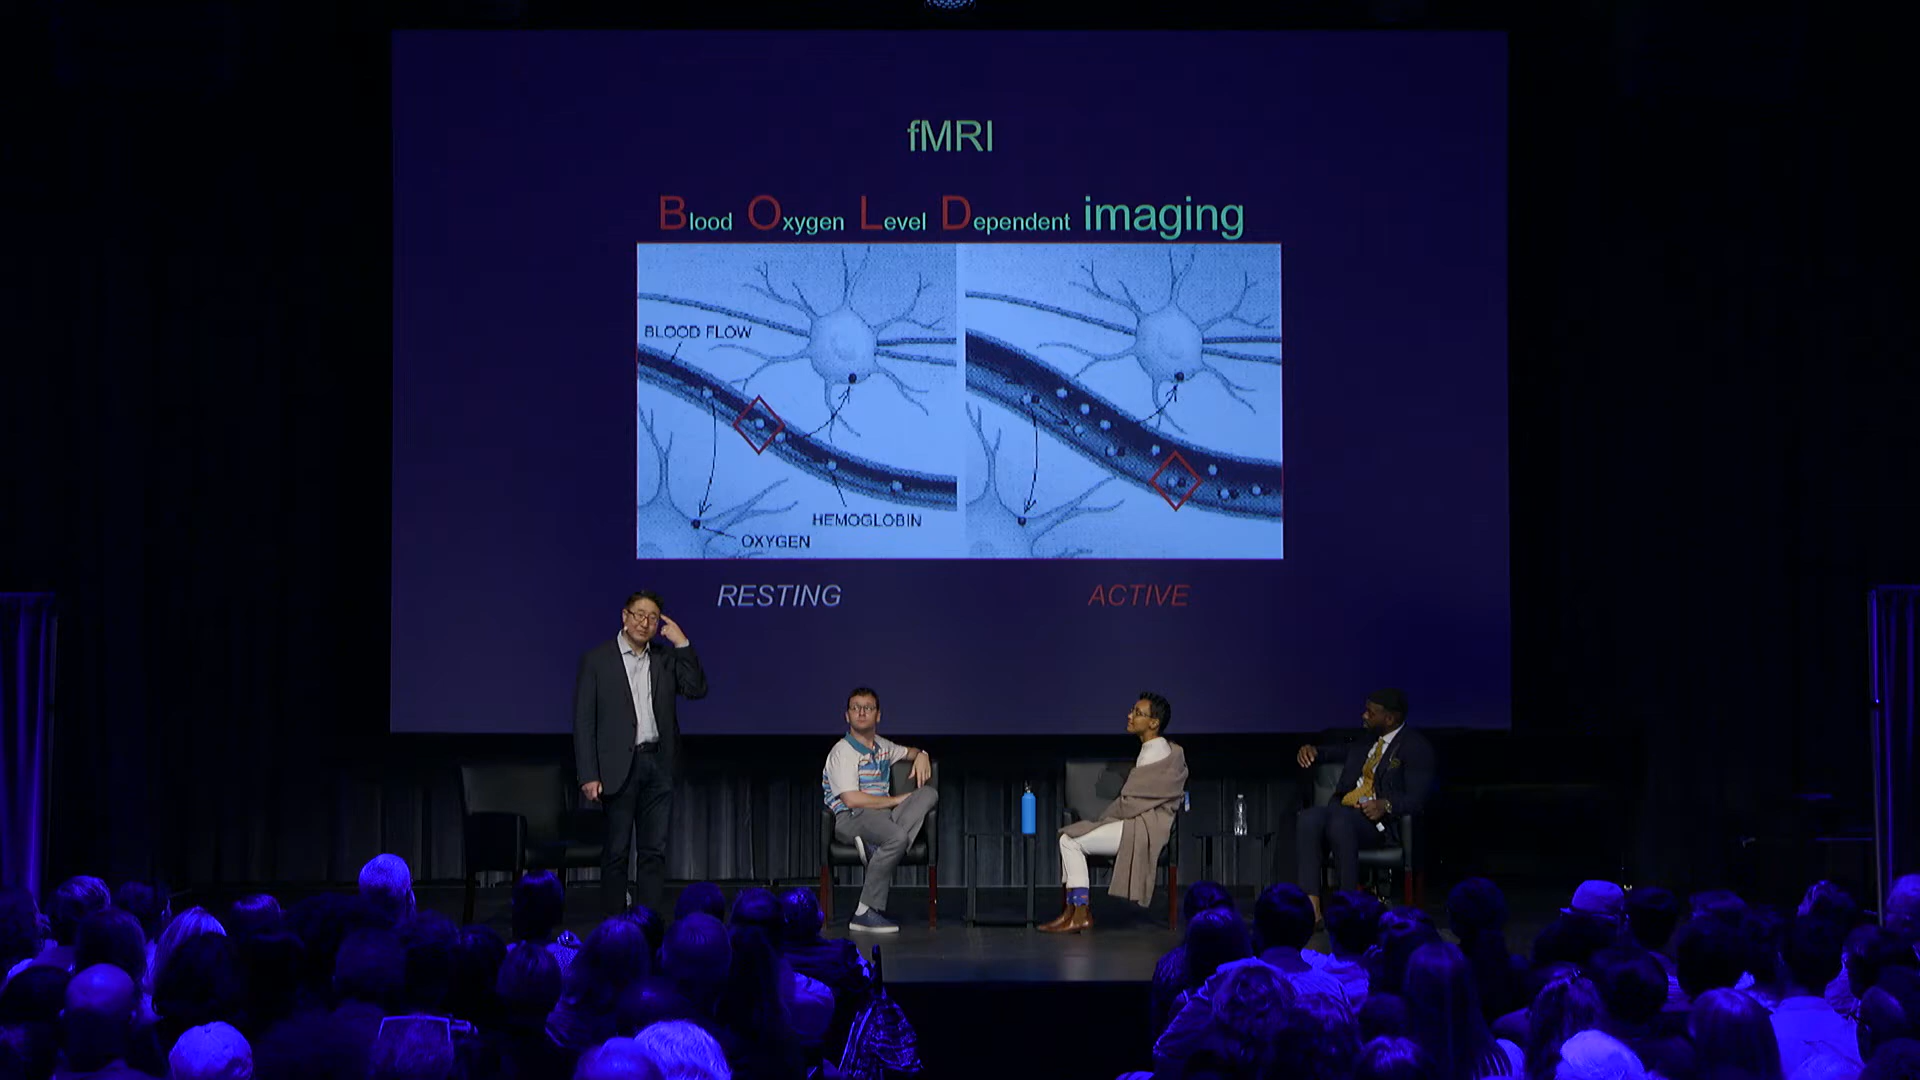 fMRI
Blood Oxygen Level Dependent imaging
BLOOD FLOW
HEMOGLOBIN
OXYGEN
RESTING
ACTIVE